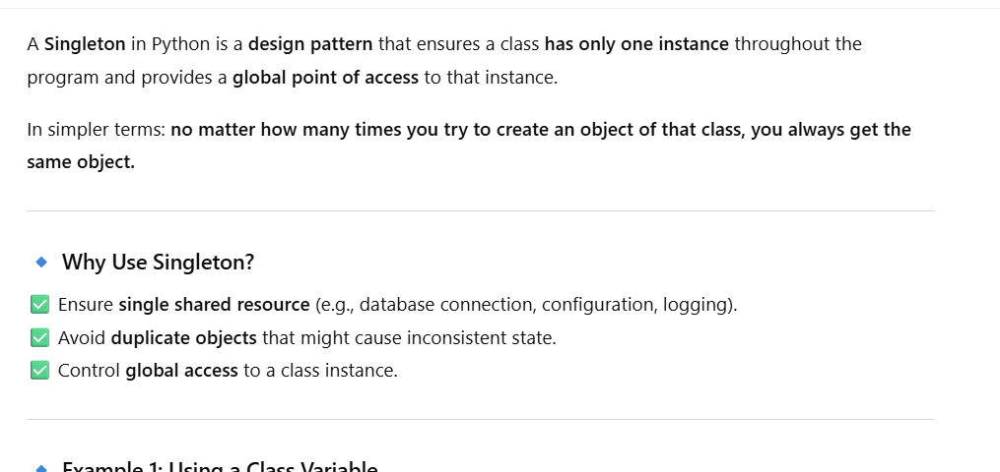 A Singleton in Python is a design pattern that ensures a class has only one instance throughout the
program and provides a global point of access to that instance.
In simpler terms: no matter how many times you try to create an object of that class, you always get the
same object.
Why Use Singleton?
Ensure single shared resource (e.g., database connection, configuration, logging).
Avoid duplicate objects that might cause inconsistent state.
Control global access to a class instance.
Example 1: Using a Class Variable